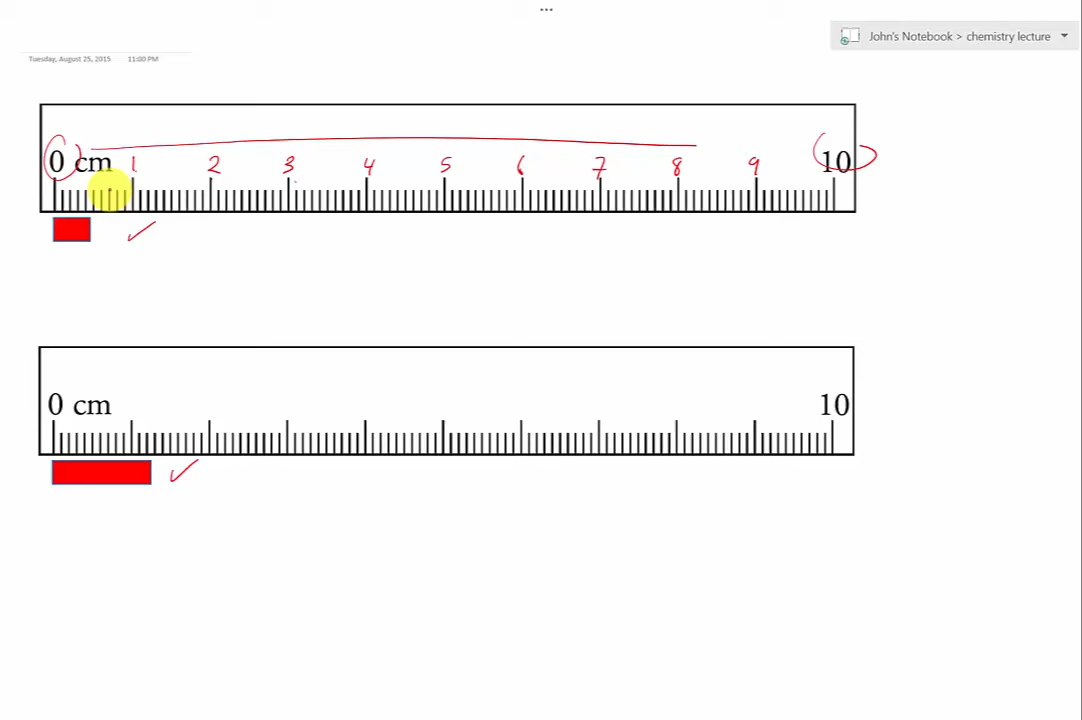 ...
John's Notebook > chemistry lecture
Tuesday, August 25, 2015 11:00 PM
0 cm 1 2 3 4 5 6 7 8 9 10
0 cm 10